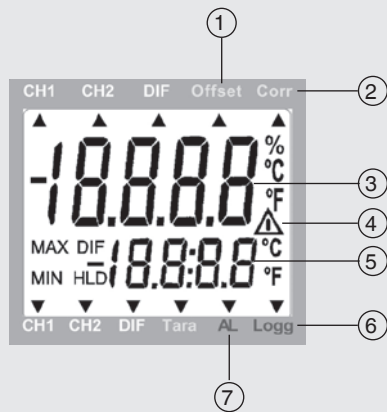 1
CH1 CH2 DIF Offset Corr 2
%
°C
-18.8.8.8 3
°F
4
MAX DIF °C
-18.8:8.8 5
MIN HLD °F
CH1 CH2 DIF Tara AL Logg 6
7